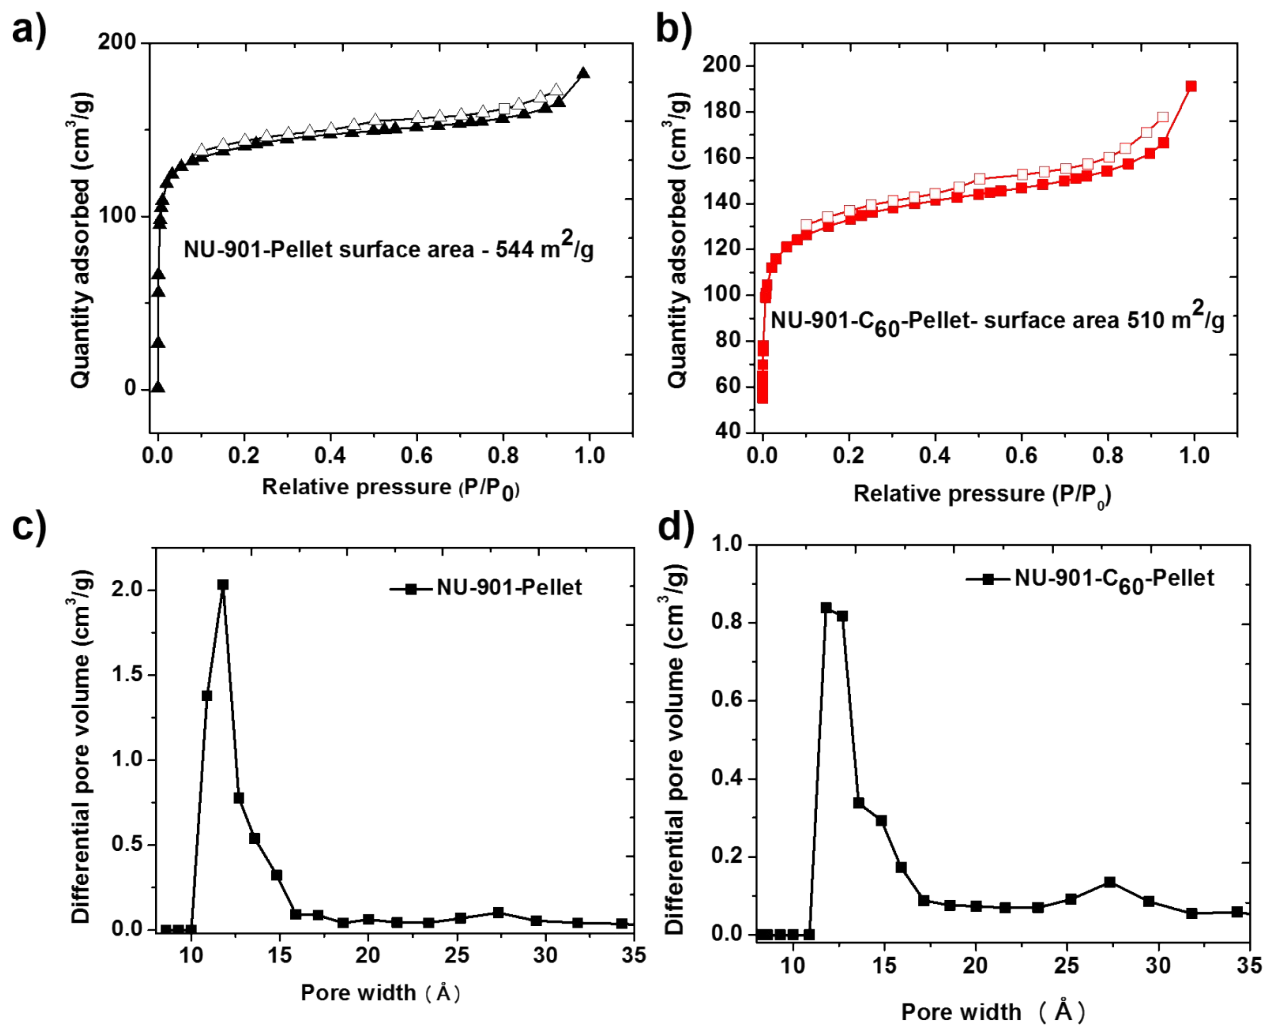 a)
200
100
0
Quantity adsorbed (cm³/g)
NU-901-Pellet surface area - 544 m²/g
0.0 0.2 0.4 0.6 0.8 1.0
Relative pressure (P/P₀)
b)
200
180
160
140
120
100
80
60
40
Quantity adsorbed (cm³/g)
NU-901-C₆₀-Pellet- surface area 510 m²/g
0.0 0.2 0.4 0.6 0.8 1.0
Relative pressure (P/P₀)
c)
2.0
1.5
1.0
0.5
0.0
Differential pore volume (cm³/g)
NU-901-Pellet
10 15 20 25 30 35
Pore width (Å)
d)
1.0
0.8
0.6
0.4
0.2
0.0
Differential pore volume (cm³/g)
NU-901-C₆₀-Pellet
10 15 20 25 30 35
Pore width (Å)